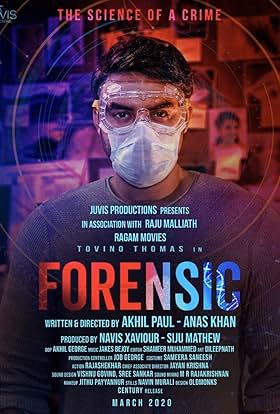 THE SCIENCE OF A CRIME
JUVIS PRODUCTIONS PRESENTS
IN ASSOCIATION WITH RAJU MALLIATH
RAGAM MOVIES
TOVINO THOMAS IN
FORENSIC
WRITTEN & DIRECTED BY AKHIL PAUL - ANAS KHAN
PRODUCED BY NAVIS XAVIOUR - SIJU MATHEW
DOP AKHIL GEORGE MUSIC JAKES BEJOY EDITOR SHAMEER MUHAMMED ART DILEEPNATH
PRODUCTION CONTROLLER JOB GEORGE COSTUME SAMEERA SANEESH
ACTION RAJASHEKHAR CHIEF ASSOCIATE DIRECTOR JAYAN KRISHNA
SOUND DESIGN VISHNU GOVIND, SREE SANKAR SOUND MIXING M R RAJAKRISHNAN
MAKEUP JITHU PAYYANNUR STILLS NAVIN MURALI DESIGN OLDMONKS
CENTURY RELEASE
MARCH 2020